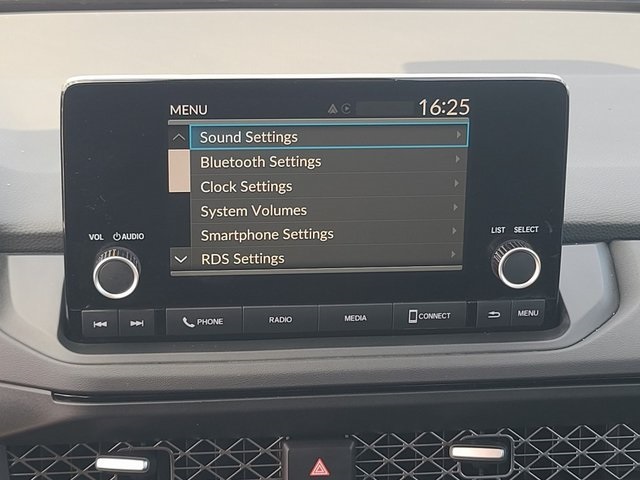 MENU 16:25
Sound Settings
Bluetooth Settings
Clock Settings
System Volumes
Smartphone Settings
RDS Settings
VOL AUDIO
LIST SELECT
PHONE RADIO MEDIA CONNECT MENU